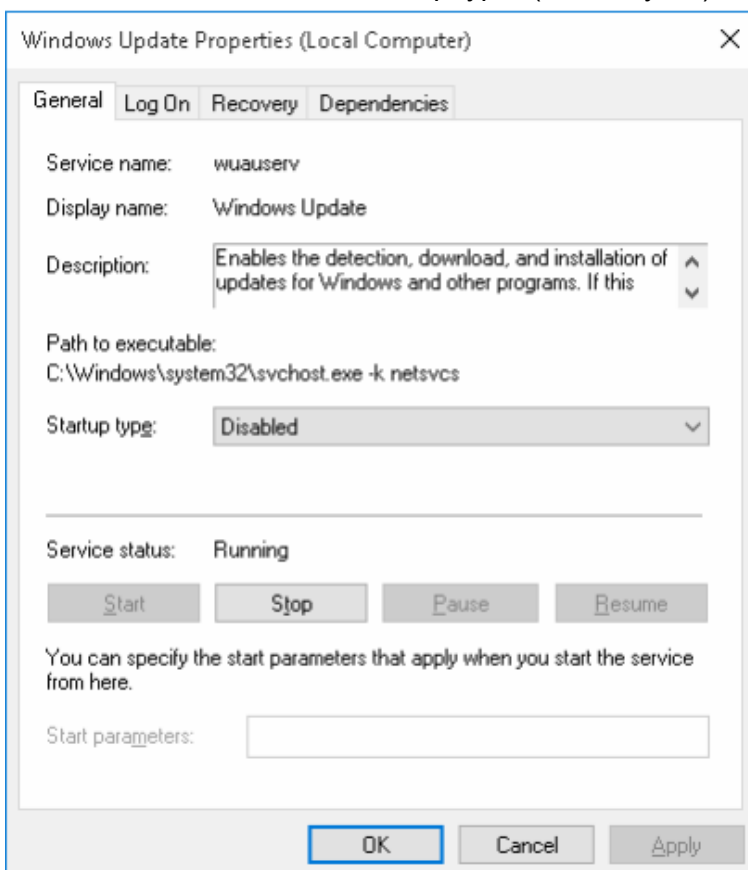 Windows Update Properties (Local Computer)
General Log On Recovery Dependencies
Service name: wuauserv
Display name: Windows Update
Description: Enables the detection, download, and installation of
updates for Windows and other programs. If this
Path to executable:
C:\Windows\system32\svchost.exe -k netsvcs
Startup type: Disabled
Service status: Running
Start Stop Pause Resume
You can specify the start parameters that apply when you start the service
from here.
Start parameters:
OK Cancel Apply